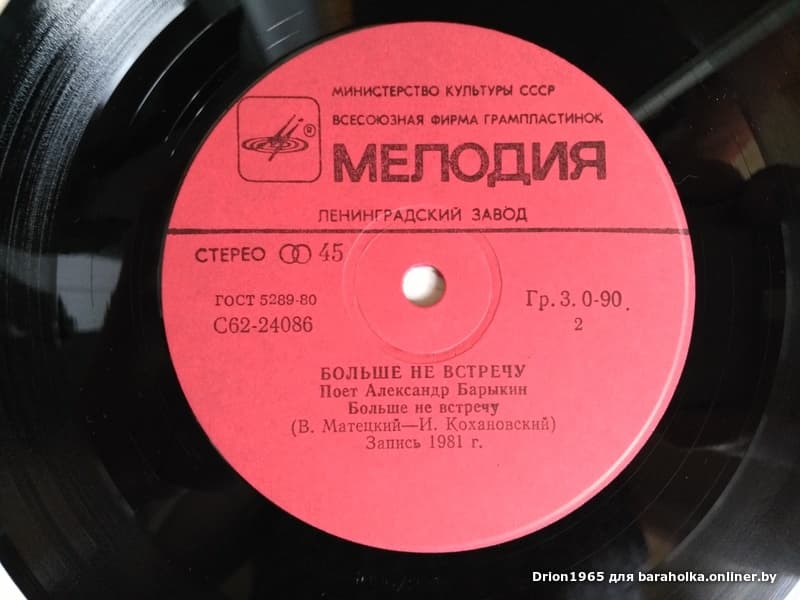 МИНИСТЕРСТВО КУЛЬТУРЫ СССР
ВСЕСОЮЗНАЯ ФИРМА ГРАМПЛАСТИНОК
®
МЕЛОДИЯ
ЛЕНИНГРАДСКИЙ ЗАВОД
СТЕРЕО 45
ГОСТ 5289-80
С62-24086
Гр. 3. 0-90.
2
БОЛЬШЕ НЕ ВСТРЕЧУ
Поет Александр Барыкин
Больше не встречу
(В. Матецкий—И. Кохановский)
Запись 1981 г.
Drion1965 для baraholka.onliner.by